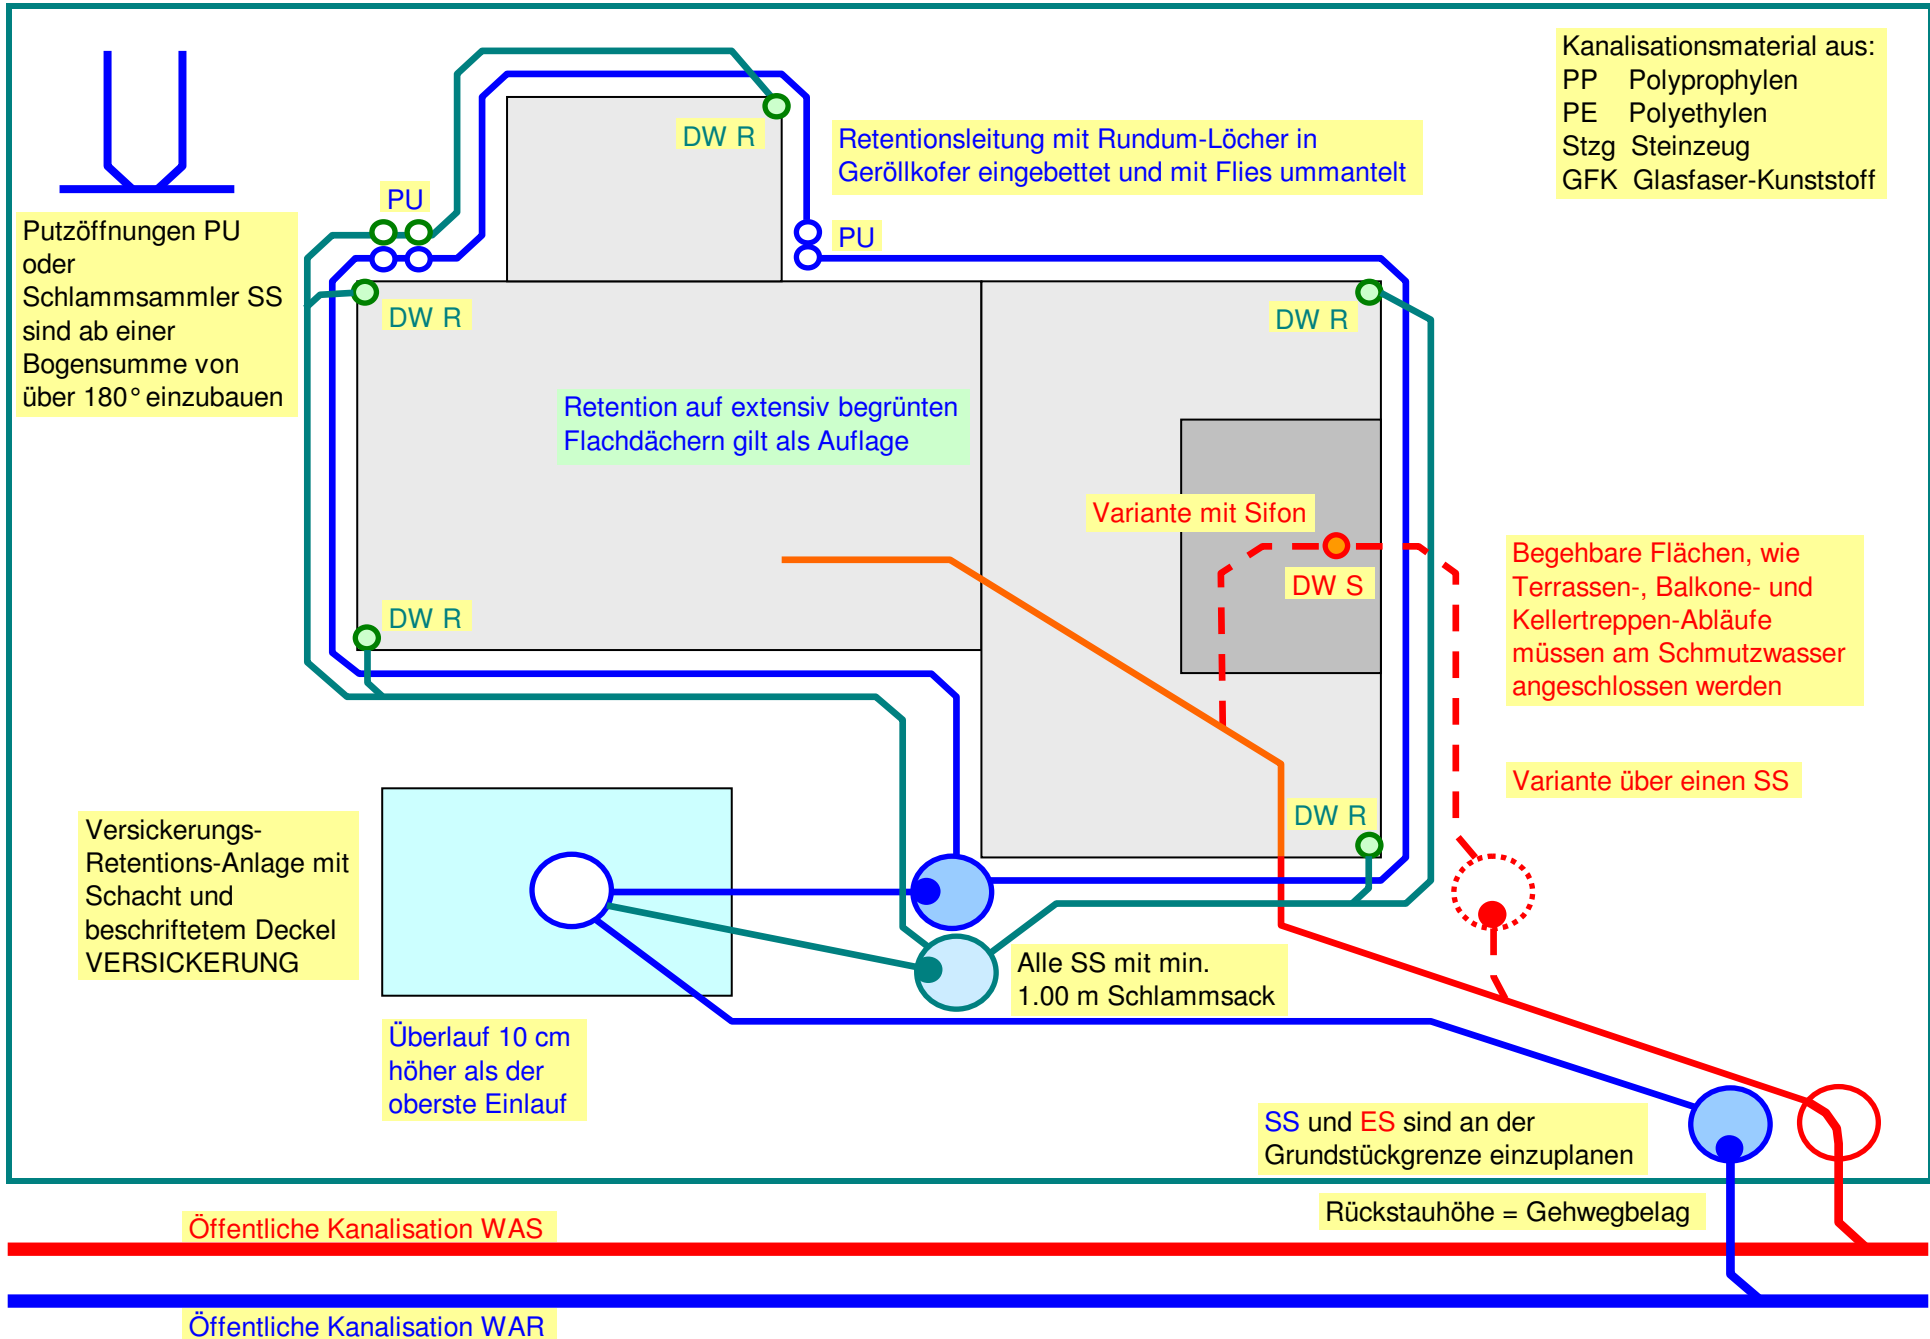 Kanalisationsmaterial aus:
PP Polyprophylen
PE Polyethylen
Stzg Steinzeug
GFK Glasfaser-Kunststoff
DW R
Retentionsleitung mit Rundum-Löcher in
Geröllkofer eingebettet und mit Flies ummantelt
PU
PU
Putzöffnungen PU
oder
Schlammsammler SS
sind ab einer
Bogensumme von
über 180° einzubauen
DW R
DW R
Retention auf extensiv begrünten
Flachdächern gilt als Auflage
Variante mit Sifon
DW S
Begehbare Flächen, wie
Terrassen-, Balkone- und
Kellertreppen-Abläufe
müssen am Schmutzwasser
angeschlossen werden
DW R
Variante über einen SS
DW R
Versickerungs-
Retentions-Anlage mit
Schacht und
beschriftetem Deckel
VERSICKERUNG
Alle SS mit min.
1.00 m Schlammsack
Überlauf 10 cm
höher als der
oberste Einlauf
SS und ES sind an der
Grundstückgrenze einzuplanen
Rückstauhöhe = Gehwegbelag
Öffentliche Kanalisation WAS
Öffentliche Kanalisation WAR